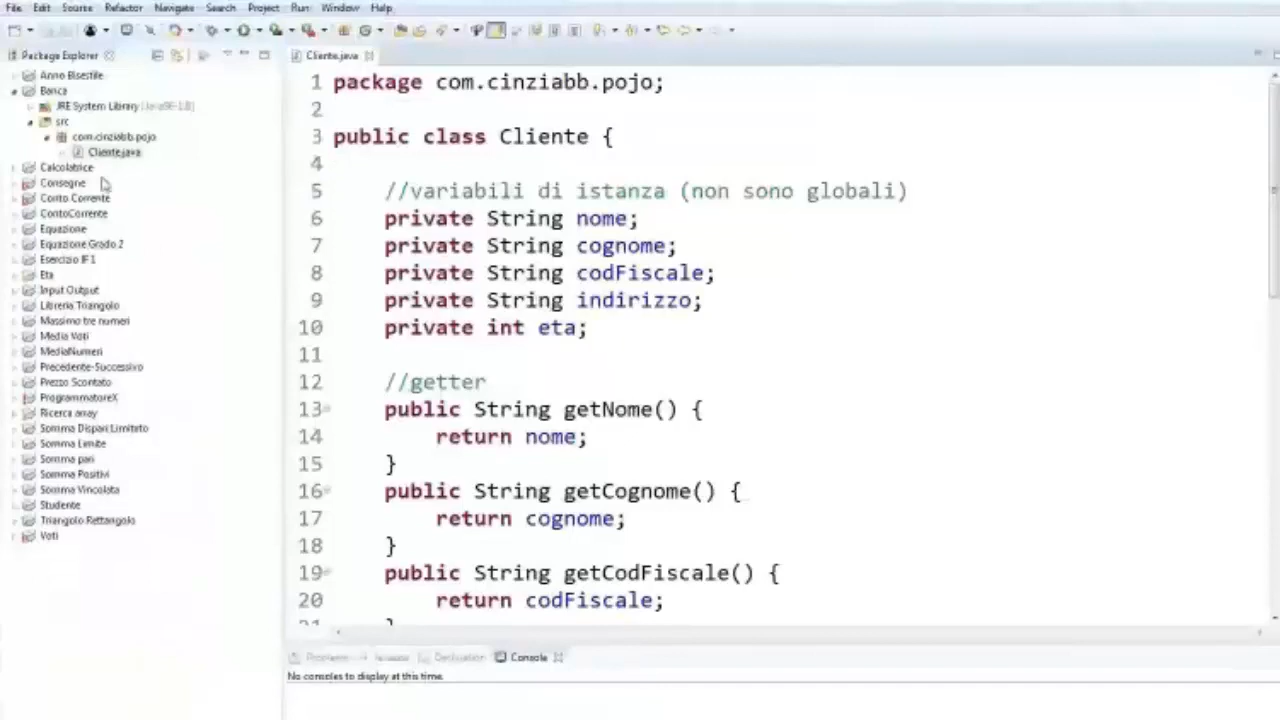 File Edit Source Refactor Navigate Search Project Run Window Help
Package Explorer
Cliente.java
Anno Bisestile
Banca
JRE System Library [JavaSE-1.8]
src
com.cinziabb.pojo
Cliente.java
Calcolatrice
Consegne
Conto Corrente
ContoCorrente
Equazione
Equazione Grado 2
Esercizio IF1
Eta
Input Output
Libreria Triangolo
Massimo tre numeri
Media Voti
MediaNumeri
Precedente-Successivo
Prezzo Scontato
ProgrammatoreX
Ricerca array
Somma Dispari Limitato
Somma Limite
Somma pari
Somma Positivi
Somma Vincolata
Studente
Triangolo Rettangolo
Voti
1 package com.cinziabb.pojo;
2
3 public class Cliente {
4
5 //variabili di istanza (non sono globali)
6 private String nome;
7 private String cognome;
8 private String codFiscale;
9 private String indirizzo;
10 private int eta;
11
12 //getter
13 public String getNome() {
14 return nome;
15 }
16 public String getCognome() {
17 return cognome;
18 }
19 public String getCodFiscale() {
20 return codFiscale;
21 }
Problems Javadoc Declaration Console
No consoles to display at this time.